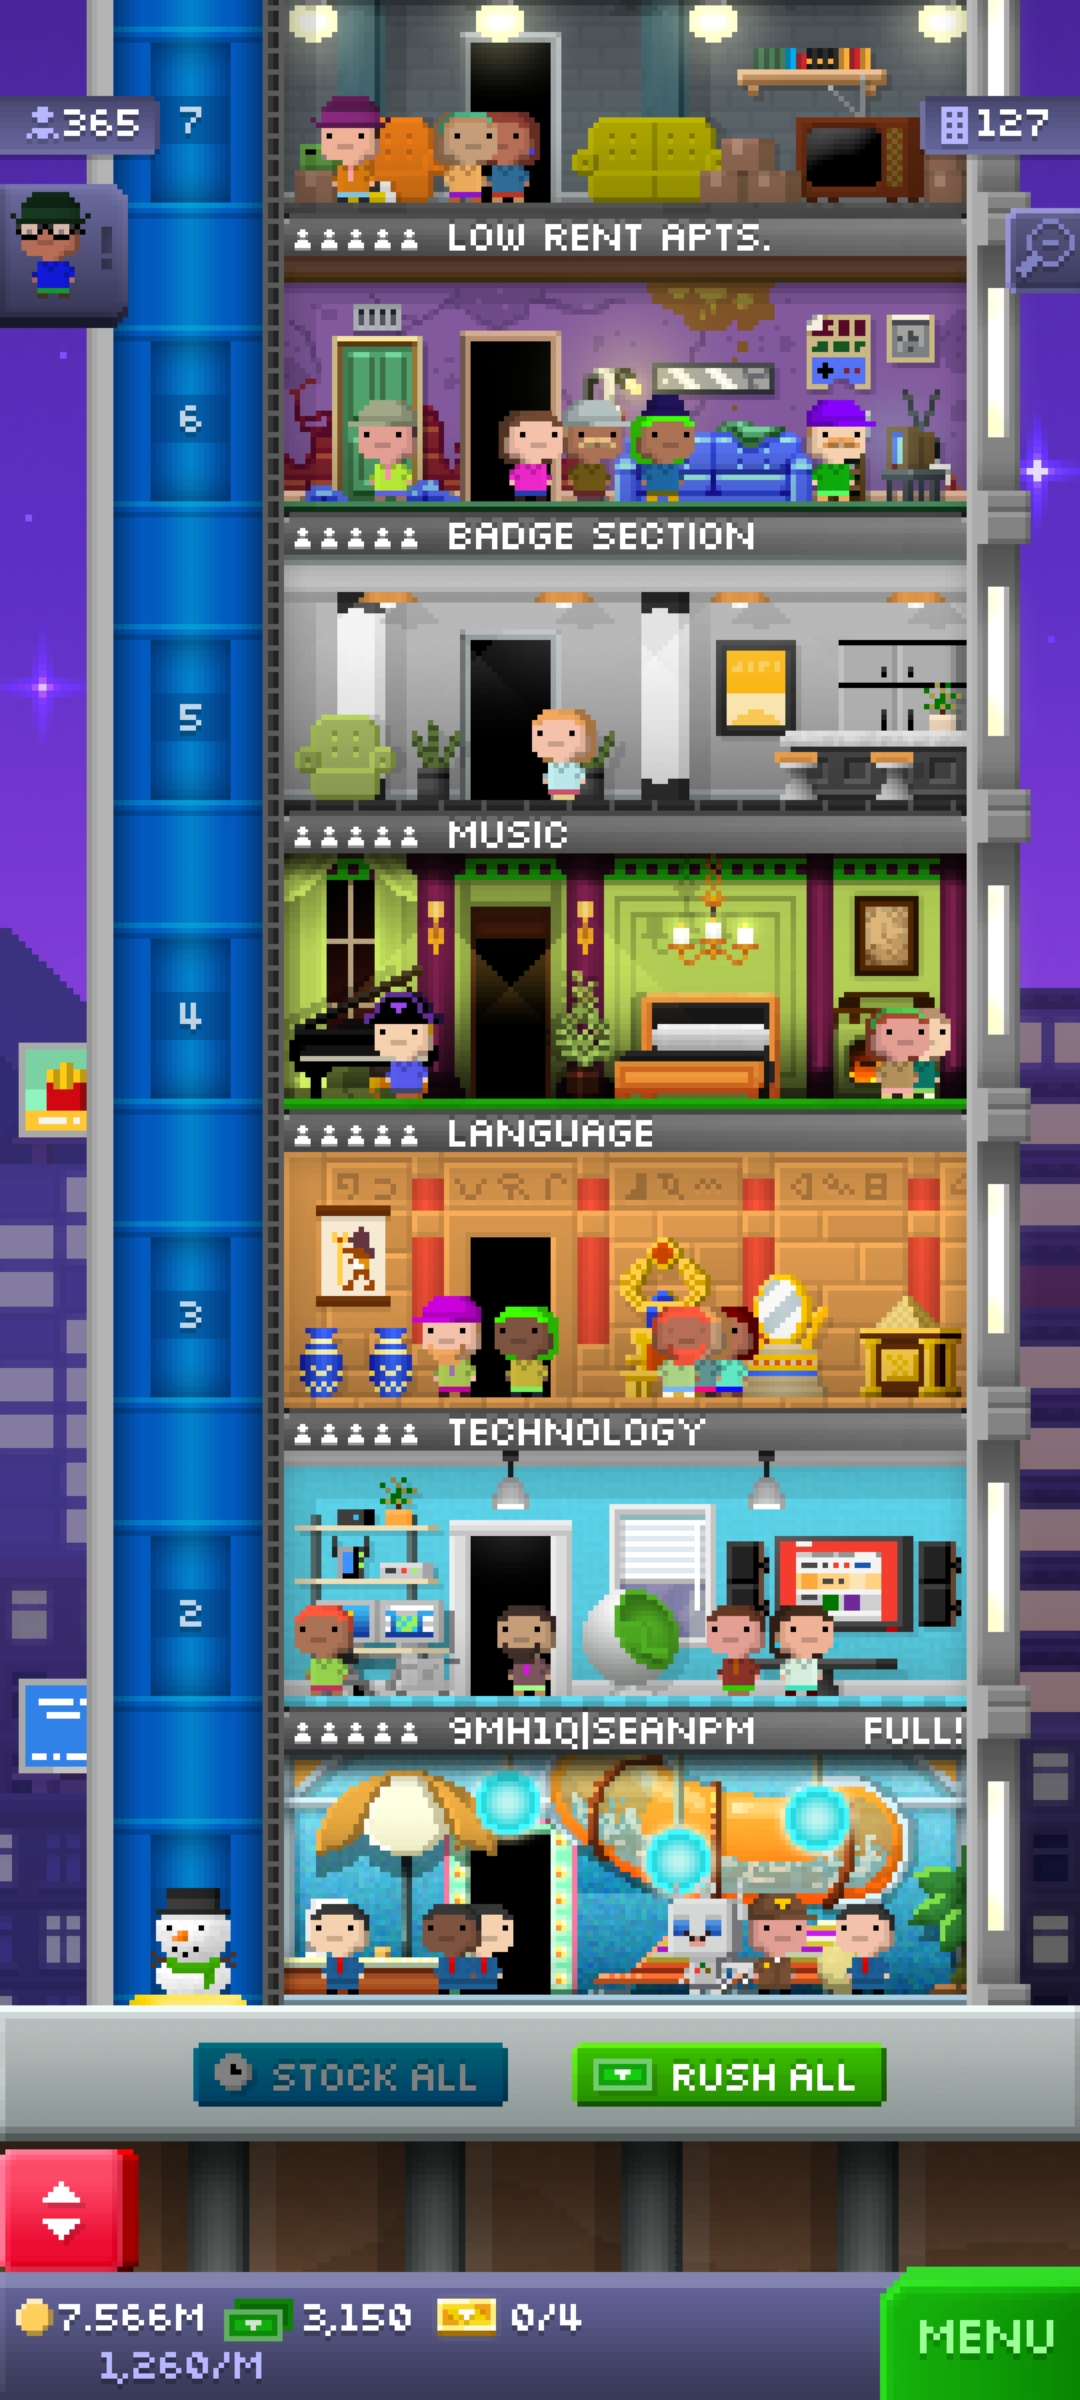 7
365
127
LOW RENT APTS.
6
BADGE SECTION
5
MUSIC
4
LANGUAGE
3
TECHNOLOGY
2
9MH1Q|SEANPM FULL!
STOCK ALL
RUSH ALL
7.566M 3,150 0/4
1,260/M
MENU